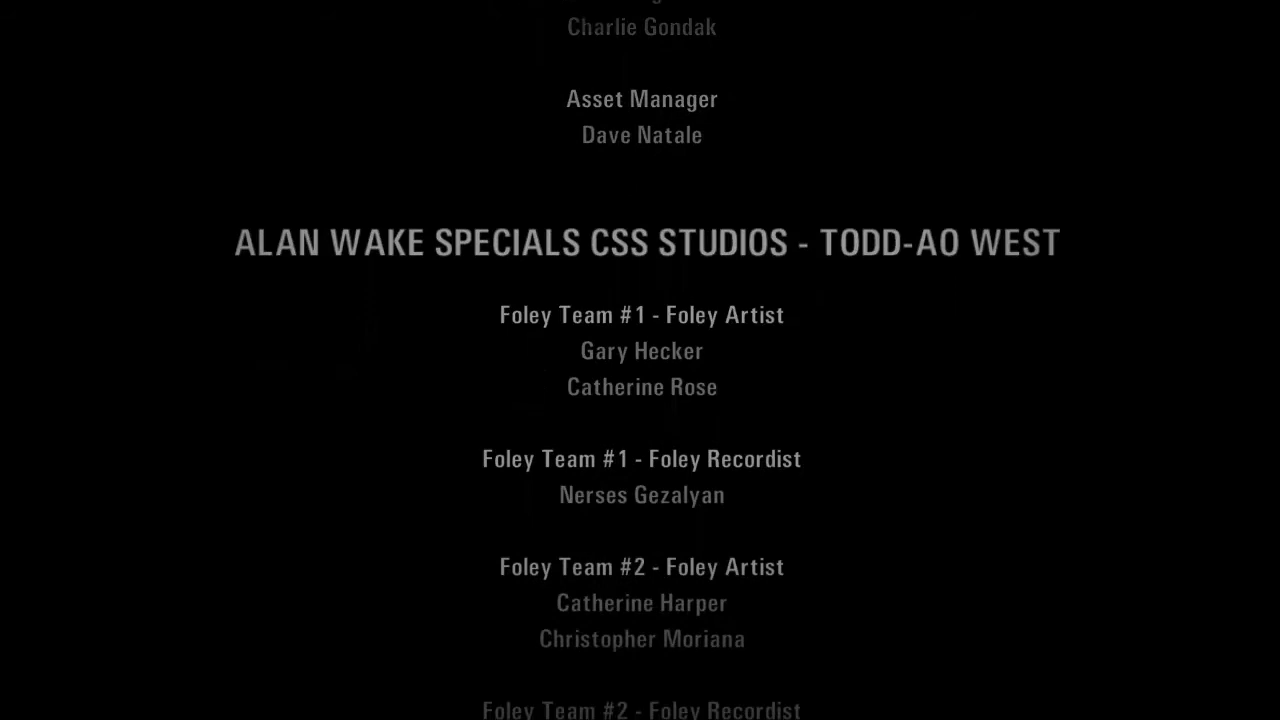 Charlie Gondak
Asset Manager
Dave Natale
ALAN WAKE SPECIALS CSS STUDIOS - TODD-AO WEST
Foley Team #1 - Foley Artist
Gary Hecker
Catherine Rose
Foley Team #1 - Foley Recordist
Nerses Gezalyan
Foley Team #2 - Foley Artist
Catherine Harper
Christopher Moriana
Foley Team #2 - Foley Recordist